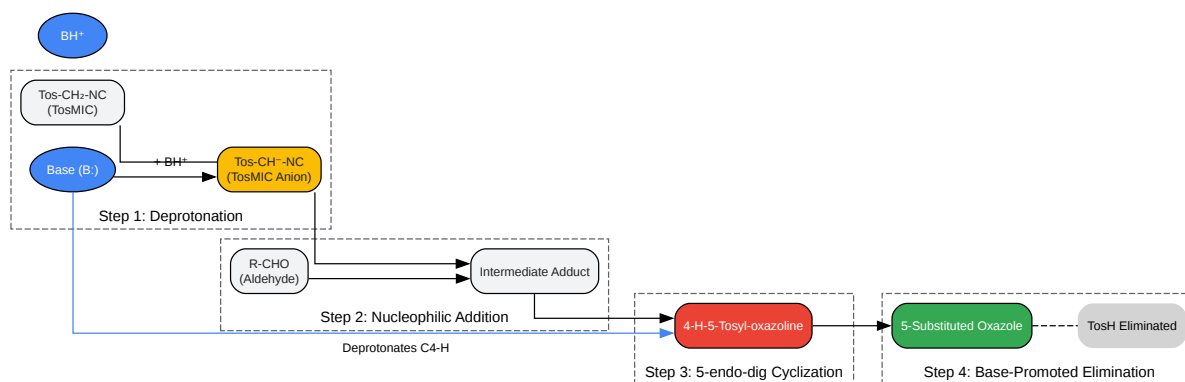 BH⁺
Tos-CH₂-NC
(TosMIC)
Base (B:)
+ BH⁺
Tos-CH⁻-NC
(TosMIC Anion)
Step 1: Deprotonation
R-CHO
(Aldehyde)
Intermediate Adduct
Step 2: Nucleophilic Addition
Deprotonates C4-H
4-H-5-Tosyl-oxazoline
Step 3: 5-endo-dig Cyclization
5-Substituted Oxazole
TosH Eliminated
Step 4: Base-Promoted Elimination